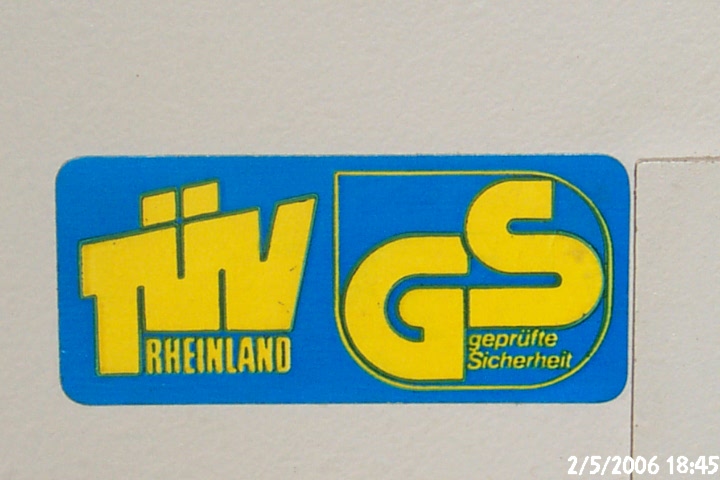 TÜV
RHEINLAND
GS
geprüfte
Sicherheit
2/5/2006 18:45